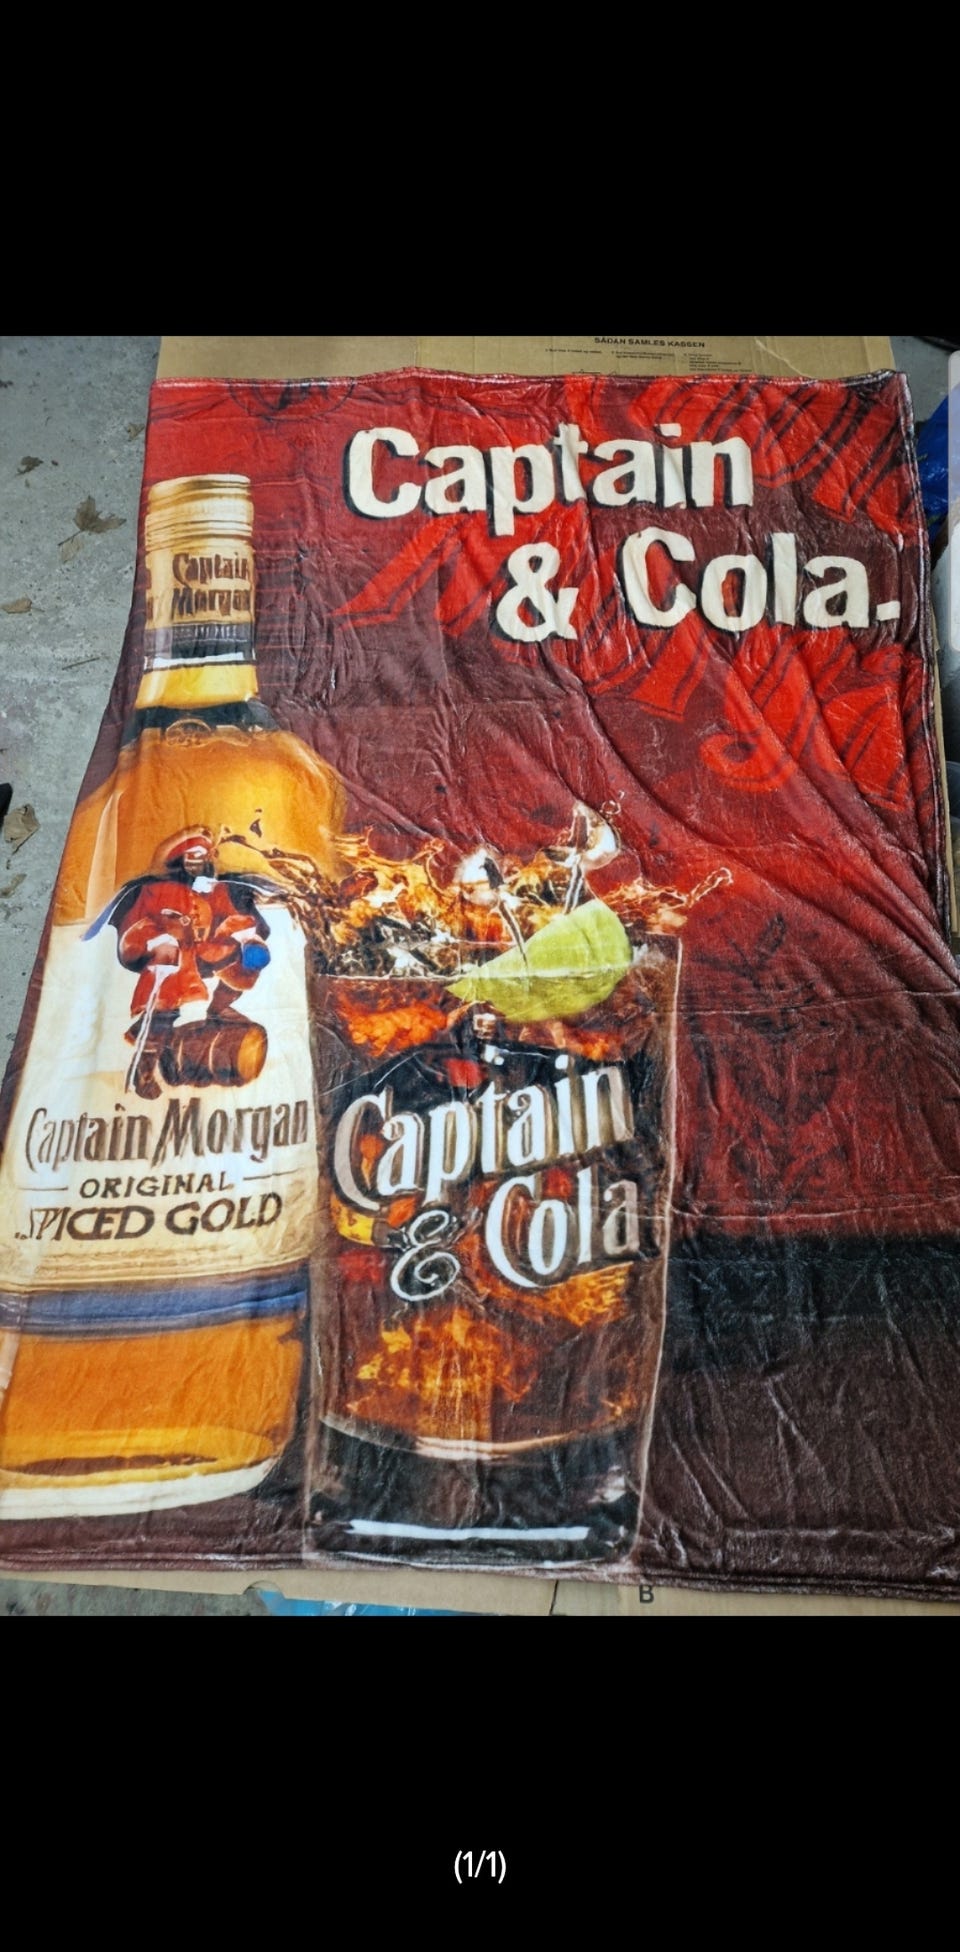 SÅDAN SAMLES KASSEN
Captain
& Cola.
Captain
Morgan
Captain Morgan
ORIGINAL
SPICED GOLD
Captain
& Cola
B
(1/1)